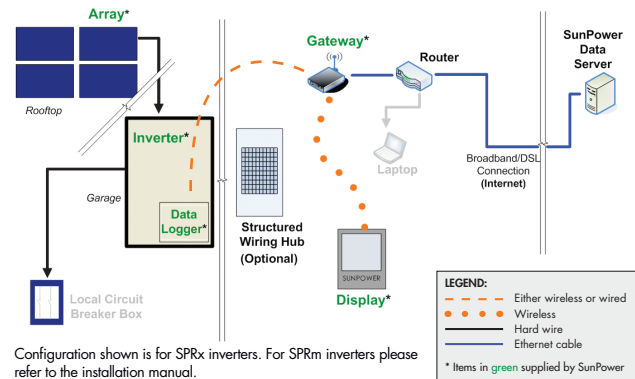 Array*
Rooftop
Gateway*
Router
SunPower
Data
Server
Inverter*
Garage
Data
Logger*
Structured
Wiring Hub
(Optional)
Laptop
Broadband/DSL
Connection
(Internet)
SUNPOWER
Display*
Local Circuit
Breaker Box
LEGEND:
Either wireless or wired
Wireless
Hard wire
Ethernet cable
* Items in green supplied by SunPower
Configuration shown is for SPRx inverters. For SPRm inverters please
refer to the installation manual.